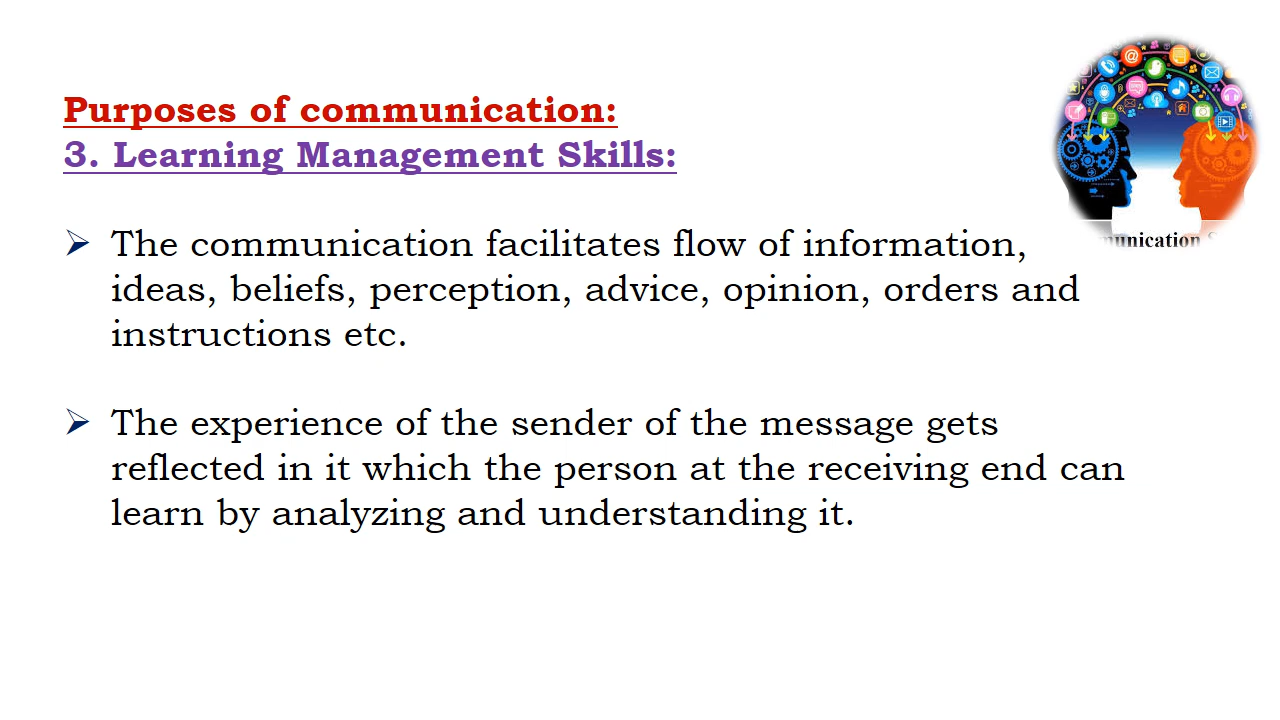 Purposes of communication:
3. Learning Management Skills:
The communication facilitates flow of information,
ideas, beliefs, perception, advice, opinion, orders and
instructions etc.
The experience of the sender of the message gets
reflected in it which the person at the receiving end can
learn by analyzing and understanding it.